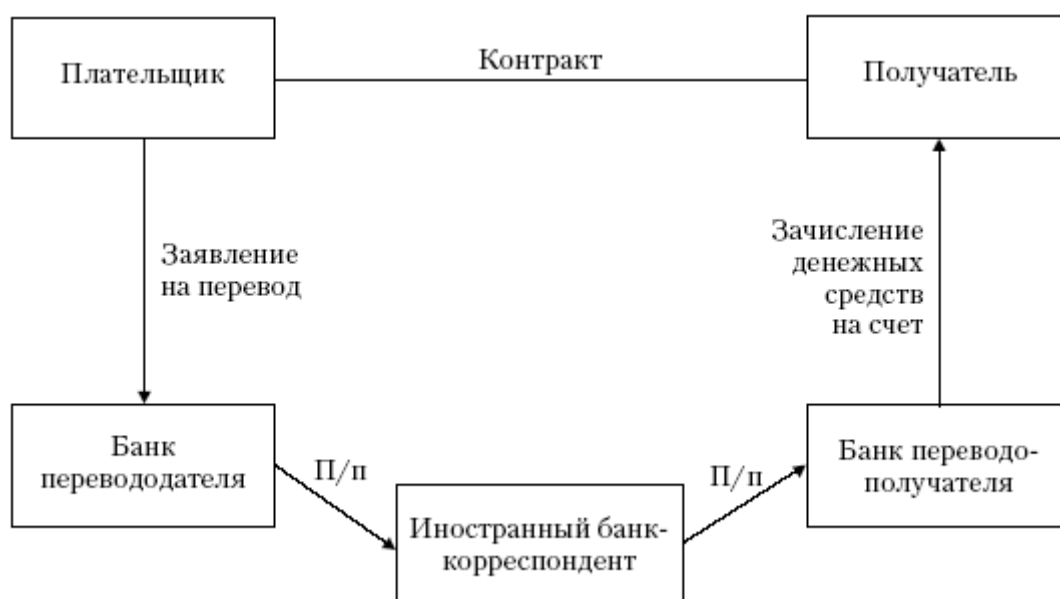 Плательщик
Контракт
Получатель
Заявление
на перевод
Зачисление
денежных
средств
на счет
Банк
перевододателя
П/п
Иностранный банк-
корреспондент
П/п
Банк переводо-
получателя